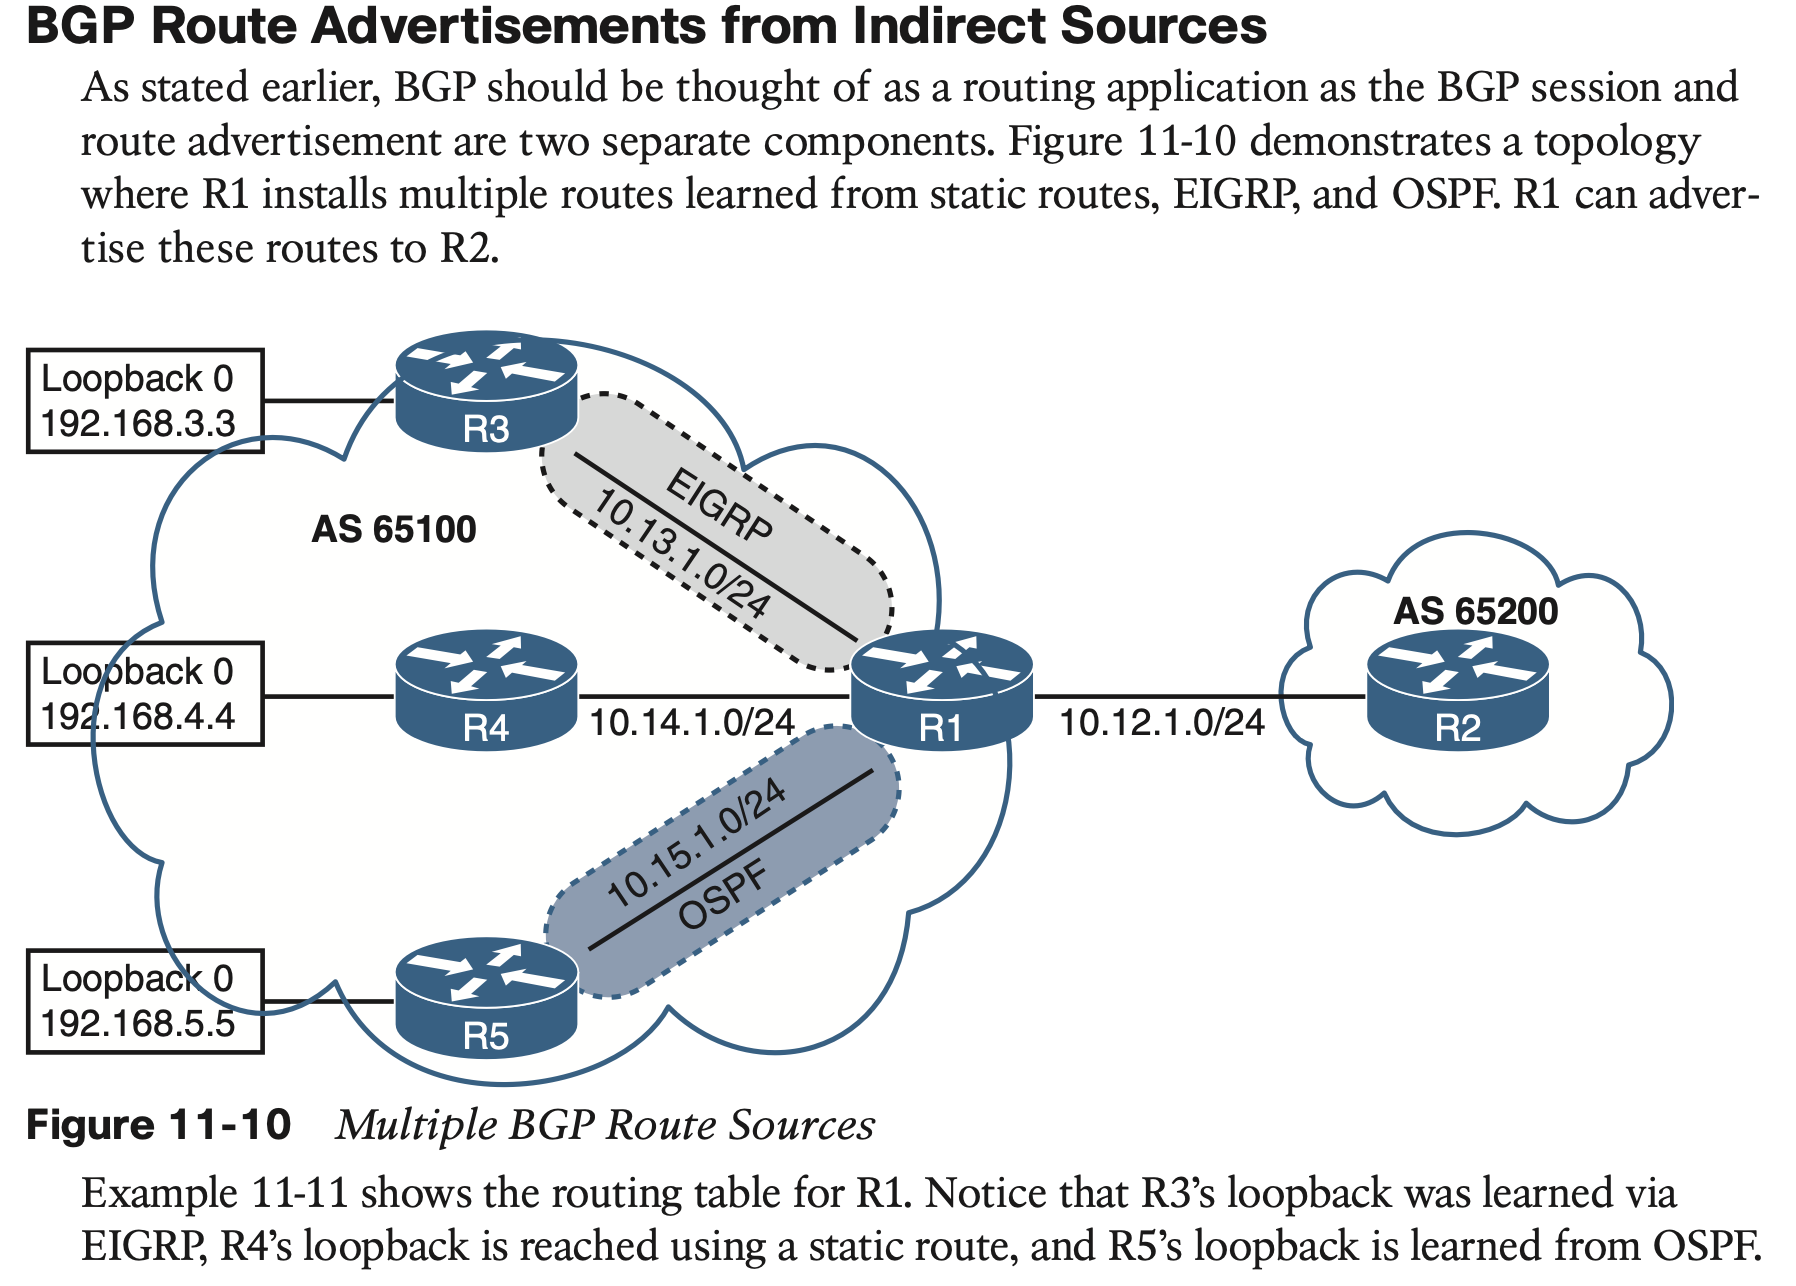 BGP Route Advertisements from Indirect Sources
As stated earlier, BGP should be thought of as a routing application as the BGP session and
route advertisement are two separate components. Figure 11-10 demonstrates a topology
where R1 installs multiple routes learned from static routes, EIGRP, and OSPF. R1 can adver-
tise these routes to R2.
Loopback 0
192.168.3.3
R3
EIGRP
10.13.1.0/24
AS 65100
AS 65200
Loopback 0
192.168.4.4
R4
10.14.1.0/24
R1
10.12.1.0/24
R2
10.15.1.0/24
OSPF
Loopback 0
192.168.5.5
R5
Figure 11-10 Multiple BGP Route Sources
Example 11-11 shows the routing table for R1. Notice that R3’s loopback was learned via
EIGRP, R4’s loopback is reached using a static route, and R5’s loopback is learned from OSPF.